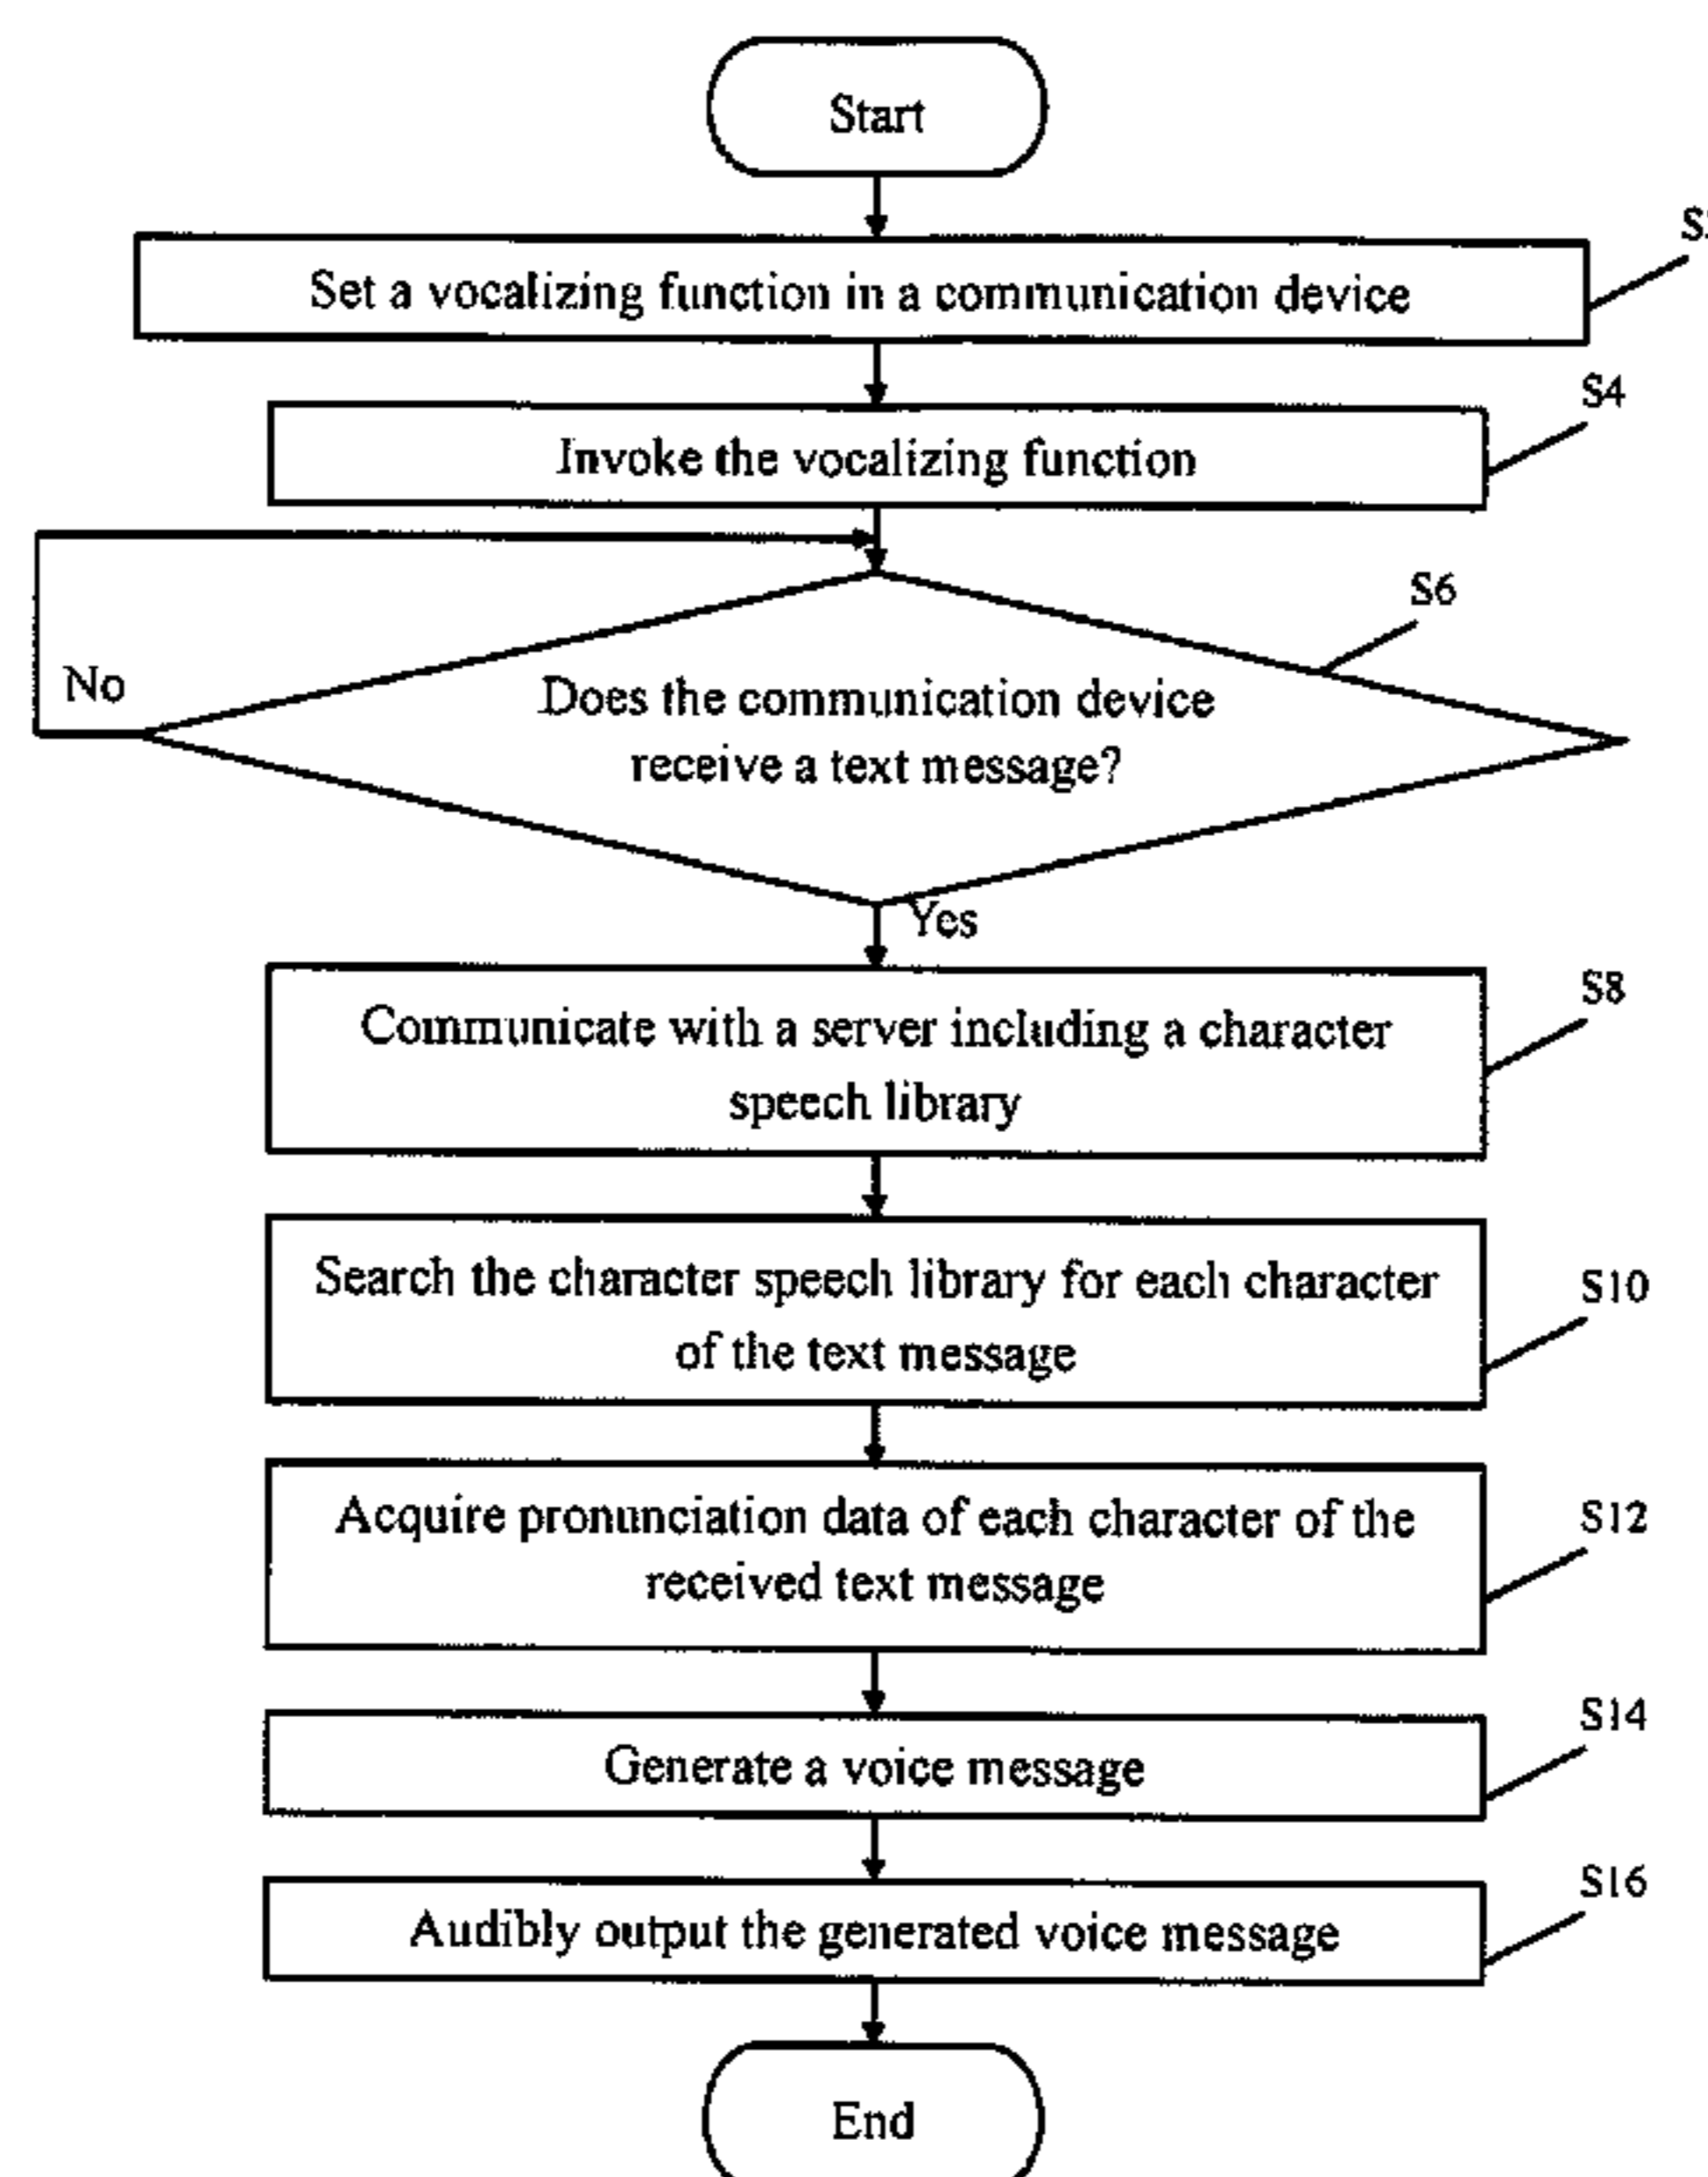 Start
Set a vocalizing function in a communication device
S4
Invoke the vocalizing function
S6
No
Does the communication device
receive a text message?
Yes
S8
Communicate with a server including a character
speech library
S10
Search the character speech library for each character
of the text message
S12
Acquire pronunciation data of each character of the
received text message
S14
Generate a voice message
S16
Audibly output the generated voice message
End